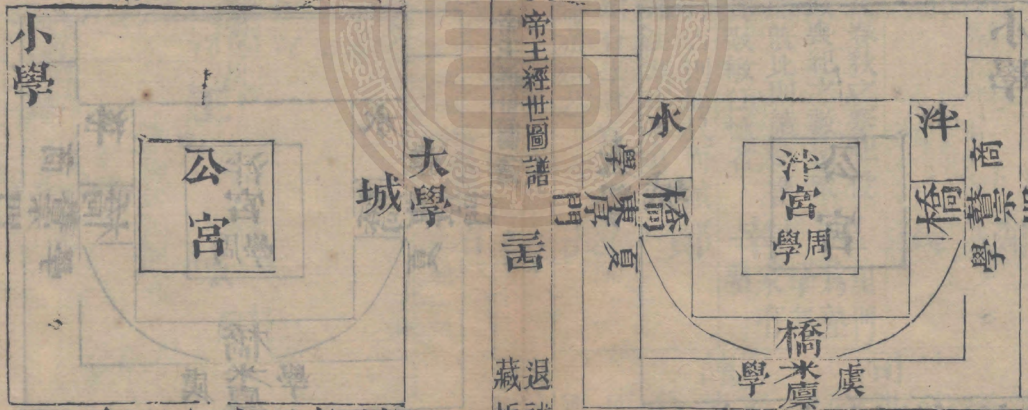 商
瞽宗
學
泮
橋
泮宮
周學
水
橋
夏
東序
學
門
橋
虞
米廩
學
帝王經世圖譜
退
藏
大學
城
公宮
小學